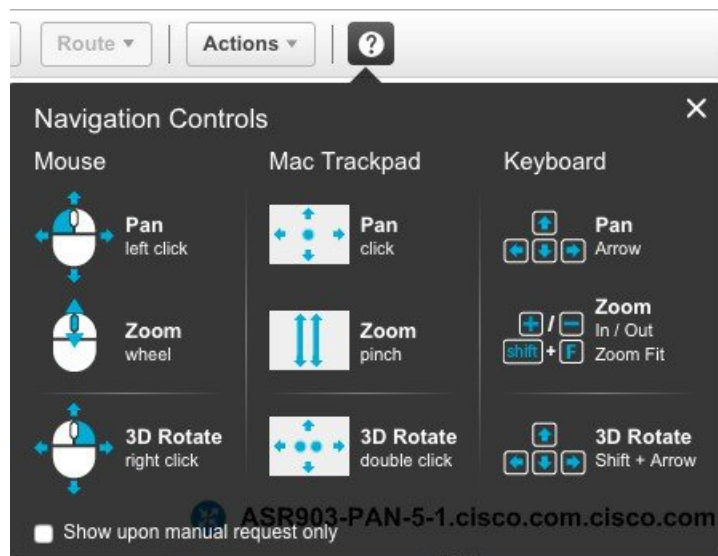 Route
Actions
?
Navigation Controls
Mouse
Mac Trackpad
Keyboard
Pan
left click
Pan
click
Pan
Arrow
Zoom
wheel
Zoom
pinch
+ / -
shift + F
Zoom
In / Out
Zoom Fit
3D Rotate
right click
3D Rotate
double click
3D Rotate
Shift + Arrow
ASR903-PAN-5-1.cisco.com.cisco.com
Show upon manual request only